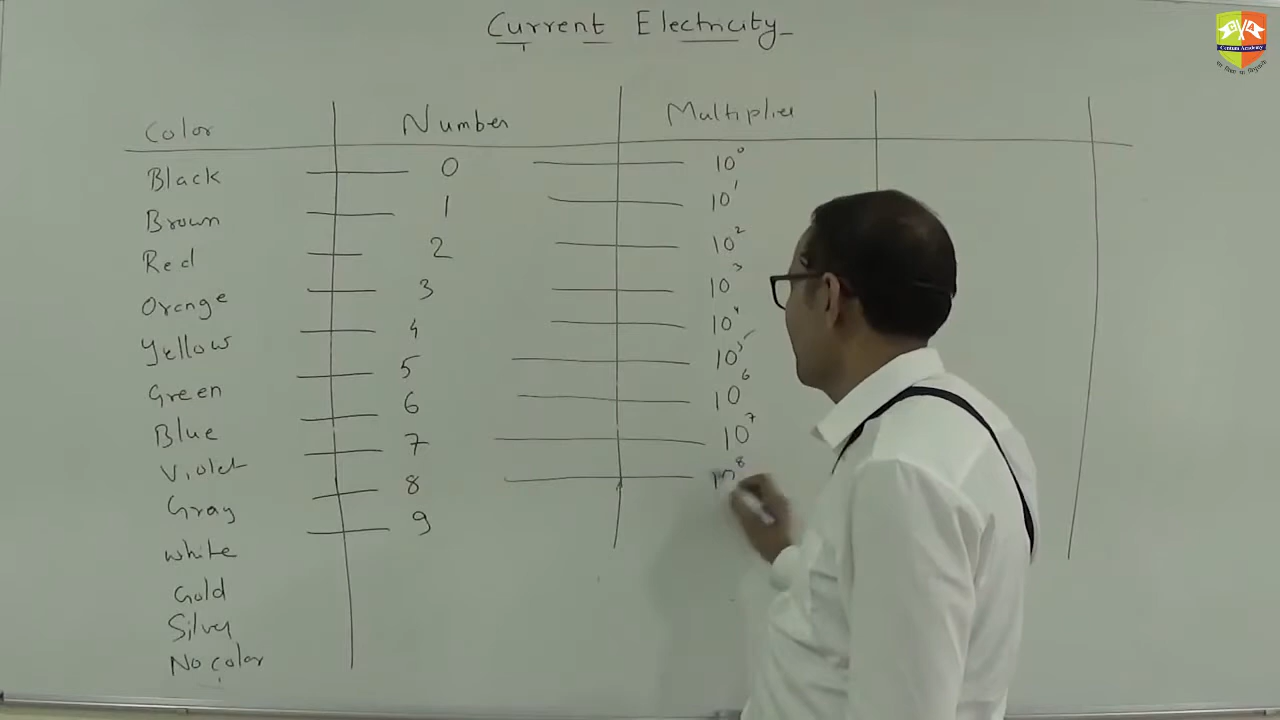 Current Electricity
Color Number Multiplier
Black 0 10⁰
Brown 1 10¹
Red 2 10²
Orange 3 10³
Yellow 4 10⁴
Green 5 10⁵
Blue 6 10⁶
Violet 7 10⁷
Gray 8 10⁸
White 9
Gold
Silver
No color
Centum Academy